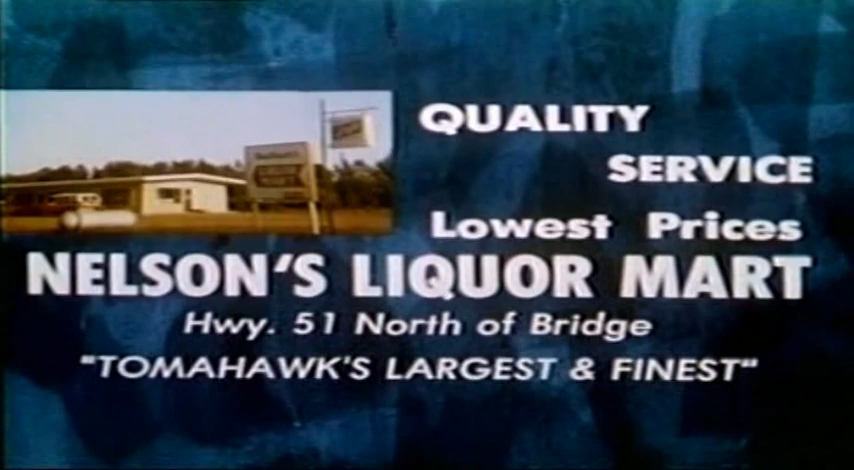 QUALITY
SERVICE
Lowest Prices
NELSON'S LIQUOR MART
Hwy. 51 North of Bridge
"TOMAHAWK'S LARGEST & FINEST"